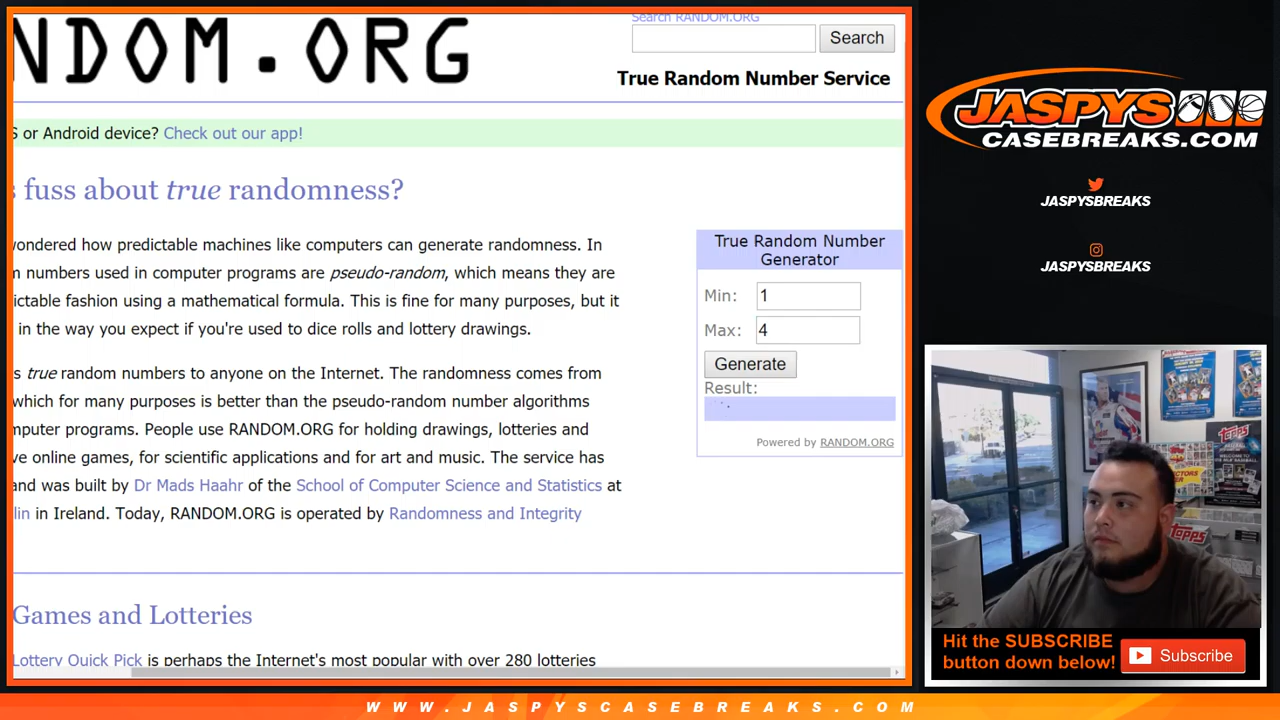 NDOM.ORG
Search RANDOM.ORG
Search
True Random Number Service
S or Android device? Check out our app!
s fuss about true randomness?
wondered how predictable machines like computers can generate randomness. In
m numbers used in computer programs are pseudo-random, which means they are
dictable fashion using a mathematical formula. This is fine for many purposes, but it
in the way you expect if you're used to dice rolls and lottery drawings.
s true random numbers to anyone on the Internet. The randomness comes from
which for many purposes is better than the pseudo-random number algorithms
mputer programs. People use RANDOM.ORG for holding drawings, lotteries and
ve online games, for scientific applications and for art and music. The service has
and was built by Dr Mads Haahr of the School of Computer Science and Statistics at
lin in Ireland. Today, RANDOM.ORG is operated by Randomness and Integrity
Games and Lotteries
Lottery Quick Pick is perhaps the Internet's most popular with over 280 lotteries
True Random Number
Generator
Min: 1
Max: 4
Generate
Result:
Powered by RANDOM.ORG
JASPYS
CASEBREAKS.COM
JASPYSBREAKS
JASPYSBREAKS
topps
topps
Hit the SUBSCRIBE
button down below!
Subscribe
WWW.JASPYSCASEBREAKS.COM